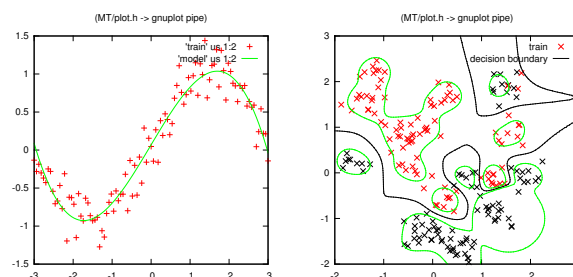 (MT/plot.h -> gnuplot pipe)
'train' us 1:2
'model' us 1:2
1.5
1
0.5
0
-0.5
-1
-1.5
-3 -2 -1 0 1 2 3
(MT/plot.h -> gnuplot pipe)
train
decision boundary
3
2
1
0
-1
-2
-2 -1 0 1 2 3